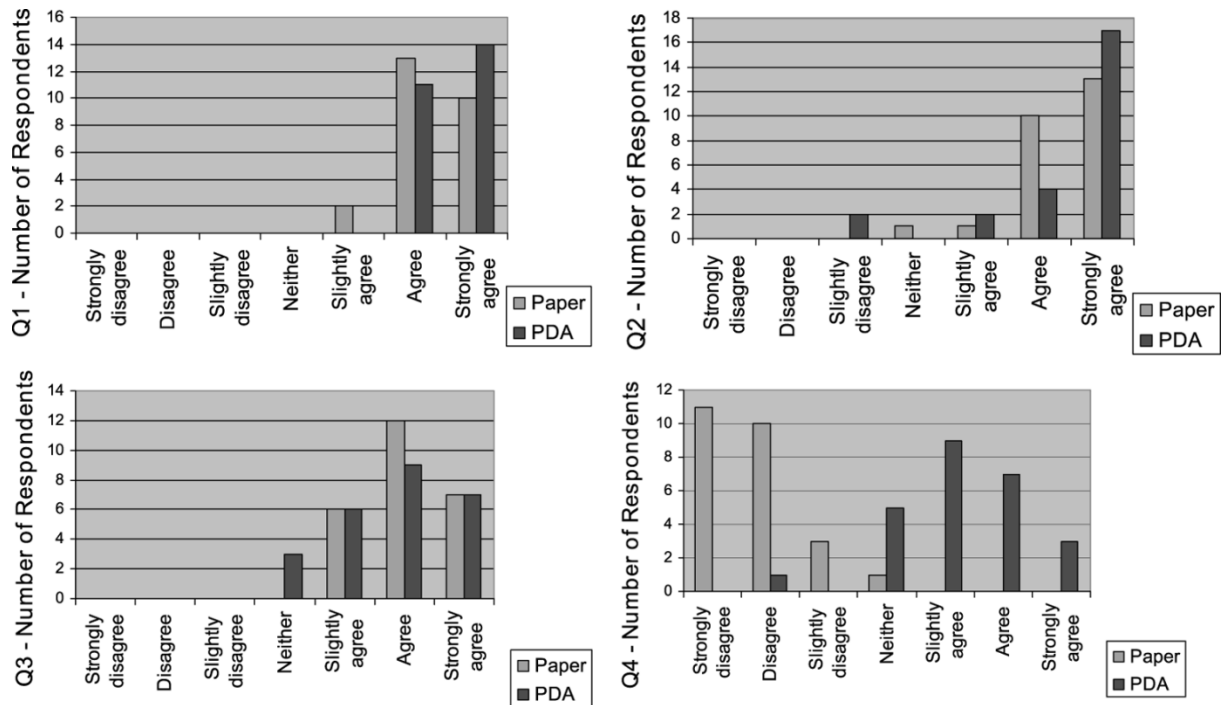 Q1 - Number of Respondents
16
14
12
10
8
6
4
2
0
Strongly
disagree
Disagree
Slightly
disagree
Neither
Slightly
agree
Agree
Strongly
agree
Paper
PDA
Q2 - Number of Respondents
18
16
14
12
10
8
6
4
2
0
Strongly
disagree
Disagree
Slightly
disagree
Neither
Slightly
agree
Agree
Strongly
agree
Paper
PDA
Q3 - Number of Respondents
14
12
10
8
6
4
2
0
Strongly
disagree
Disagree
Slightly
disagree
Neither
Slightly
agree
Agree
Strongly
agree
Paper
PDA
Q4 - Number of Respondents
12
10
8
6
4
2
0
Strongly
disagree
Disagree
Slightly
disagree
Neither
Slightly
agree
Agree
Strongly
agree
Paper
PDA